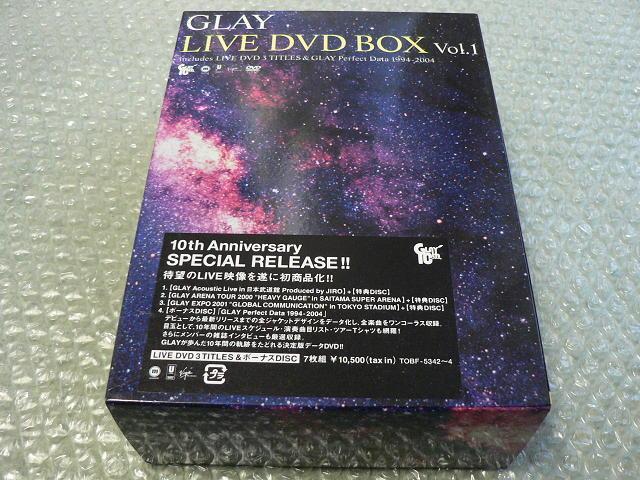 GLAY
LIVE DVD BOX Vol.1
includes LIVE DVD 3 TITLES & GLAY Perfect Data 1994-2004
GLAY 10th
DVD
10th Anniversary
SPECIAL RELEASE!!
待望のLIVE映像を遂に初商品化!!
GLAY
10th
1.【GLAY Acoustic Live in 日本武道館 Produced by JIRO】+【特典DISC】
2.【GLAY ARENA TOUR 2000 "HEAVY GAUGE" in SAITAMA SUPER ARENA】+【特典DISC】
3.【GLAY EXPO 2001 "GLOBAL COMMUNICATION" in TOKYO STADIUM】+【特典DISC】
4.【ボーナスDISC】「GLAY Perfect Data 1994-2004」
デビューから最新リリースまでの全ジャケットデザインをデータ化し、全楽曲をワンコーラス収録。
目玉として、10年間のLIVEスケジュール・演奏曲目リスト・ツアーTシャツも網羅!
さらにメンバーの雑誌インタビューも厳選収録。
GLAYが歩んだ10年間の軌跡をたどれる決定版データDVD!!
LIVE DVD 3 TITLES & ボーナスDISC 7枚組 ¥10,500(tax in) TOBF-5342~4